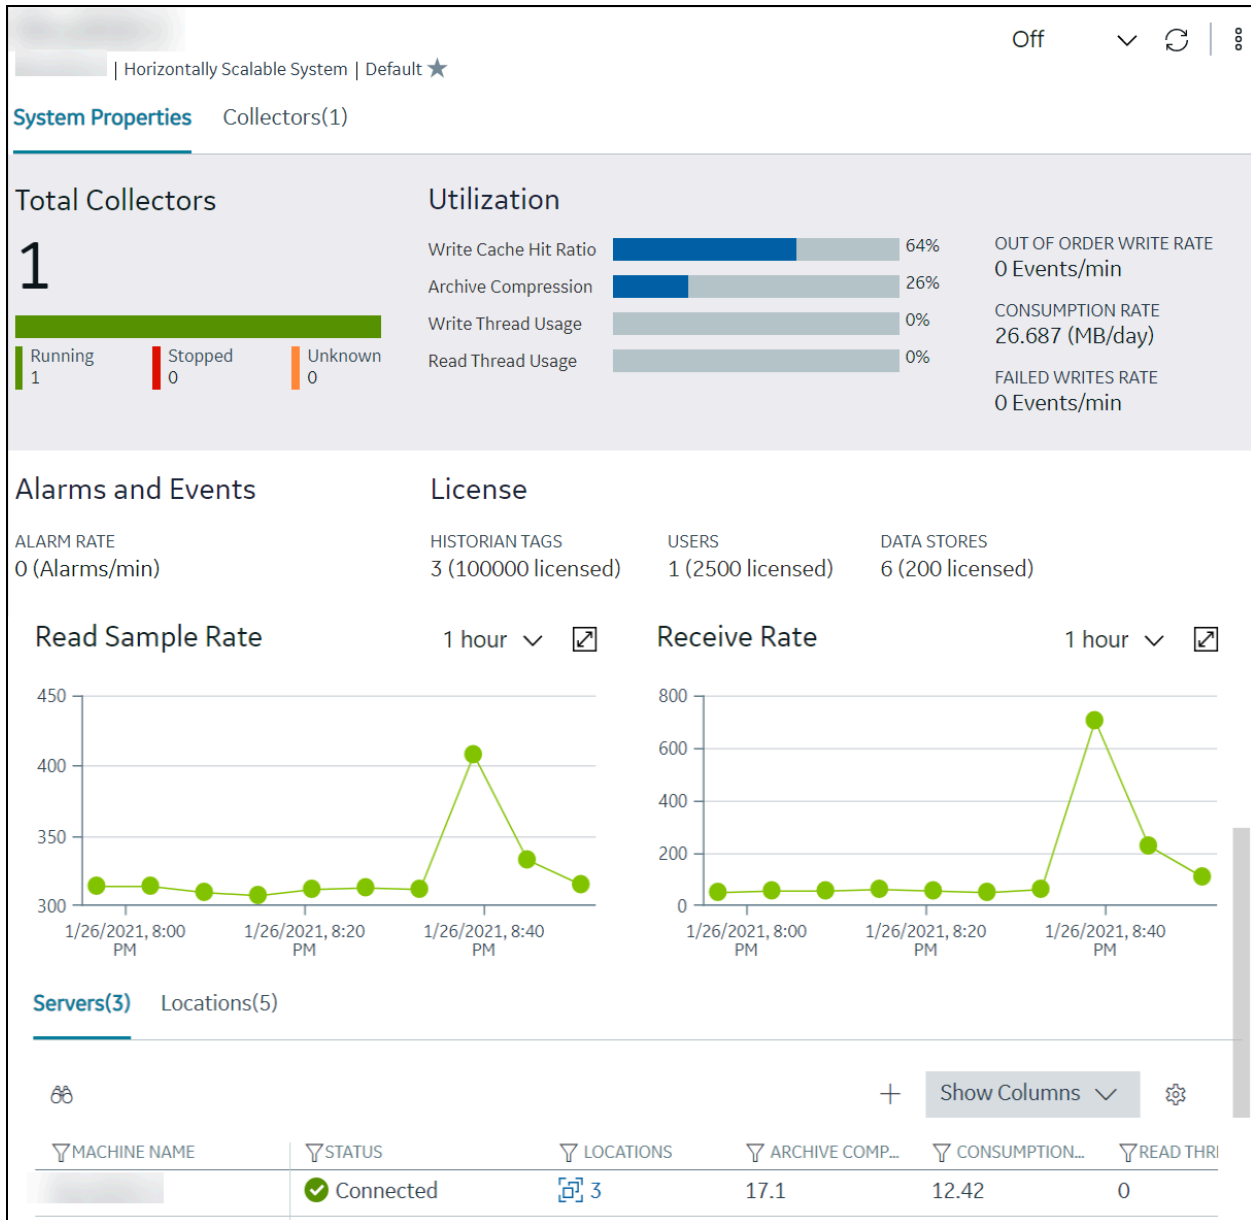 Off
| Horizontally Scalable System | Default
System Properties Collectors(1)
Total Collectors
1
Running
1
Stopped
0
Unknown
0
Utilization
Write Cache Hit Ratio 64%
Archive Compression 26%
Write Thread Usage 0%
Read Thread Usage 0%
OUT OF ORDER WRITE RATE
0 Events/min
CONSUMPTION RATE
26.687 (MB/day)
FAILED WRITES RATE
0 Events/min
Alarms and Events
ALARM RATE
0 (Alarms/min)
License
HISTORIAN TAGS
3 (100000 licensed)
USERS
1 (2500 licensed)
DATA STORES
6 (200 licensed)
Read Sample Rate 1 hour
450
400
350
300
1/26/2021, 8:00
PM
1/26/2021, 8:20
PM
1/26/2021, 8:40
PM
Receive Rate 1 hour
800
600
400
200
0
1/26/2021, 8:00
PM
1/26/2021, 8:20
PM
1/26/2021, 8:40
PM
Servers(3) Locations(5)
Show Columns
MACHINE NAME STATUS LOCATIONS ARCHIVE COMP... CONSUMPTION... READ THRI
Connected 3 17.1 12.42 0